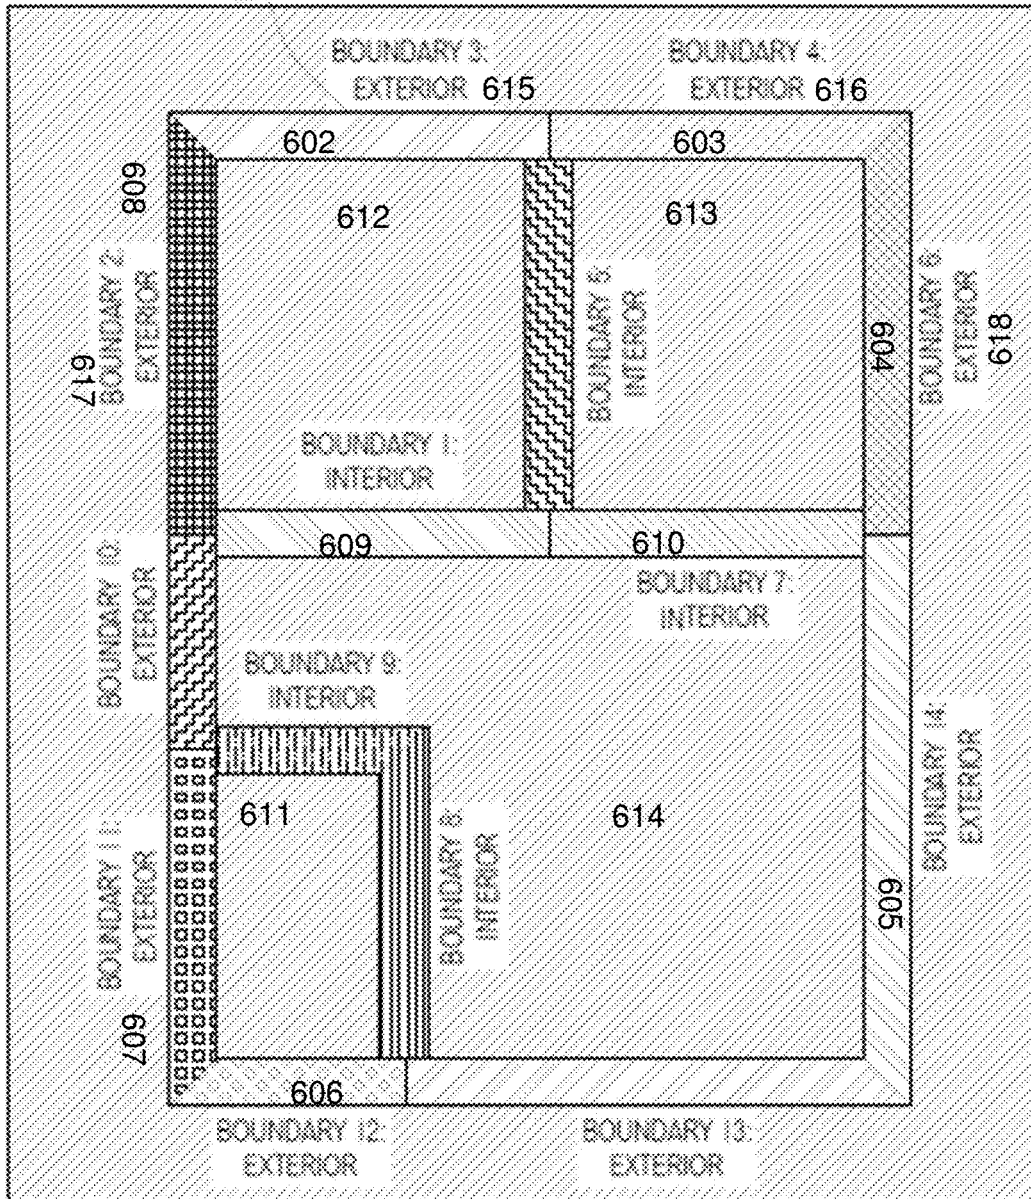 BOUNDARY 3:
EXTERIOR 615
BOUNDARY 4:
EXTERIOR 616
602
603
608
BOUNDARY 2:
EXTERIOR
617
612
613
BOUNDARY 5:
INTERIOR
604
BOUNDARY 6:
EXTERIOR
618
BOUNDARY 1:
INTERIOR
609
610
BOUNDARY 7:
INTERIOR
BOUNDARY 10:
EXTERIOR
BOUNDARY 9:
INTERIOR
611
614
BOUNDARY 8:
INTERIOR
BOUNDARY 14:
EXTERIOR
605
BOUNDARY 11:
EXTERIOR
607
606
BOUNDARY 12:
EXTERIOR
BOUNDARY 13:
EXTERIOR